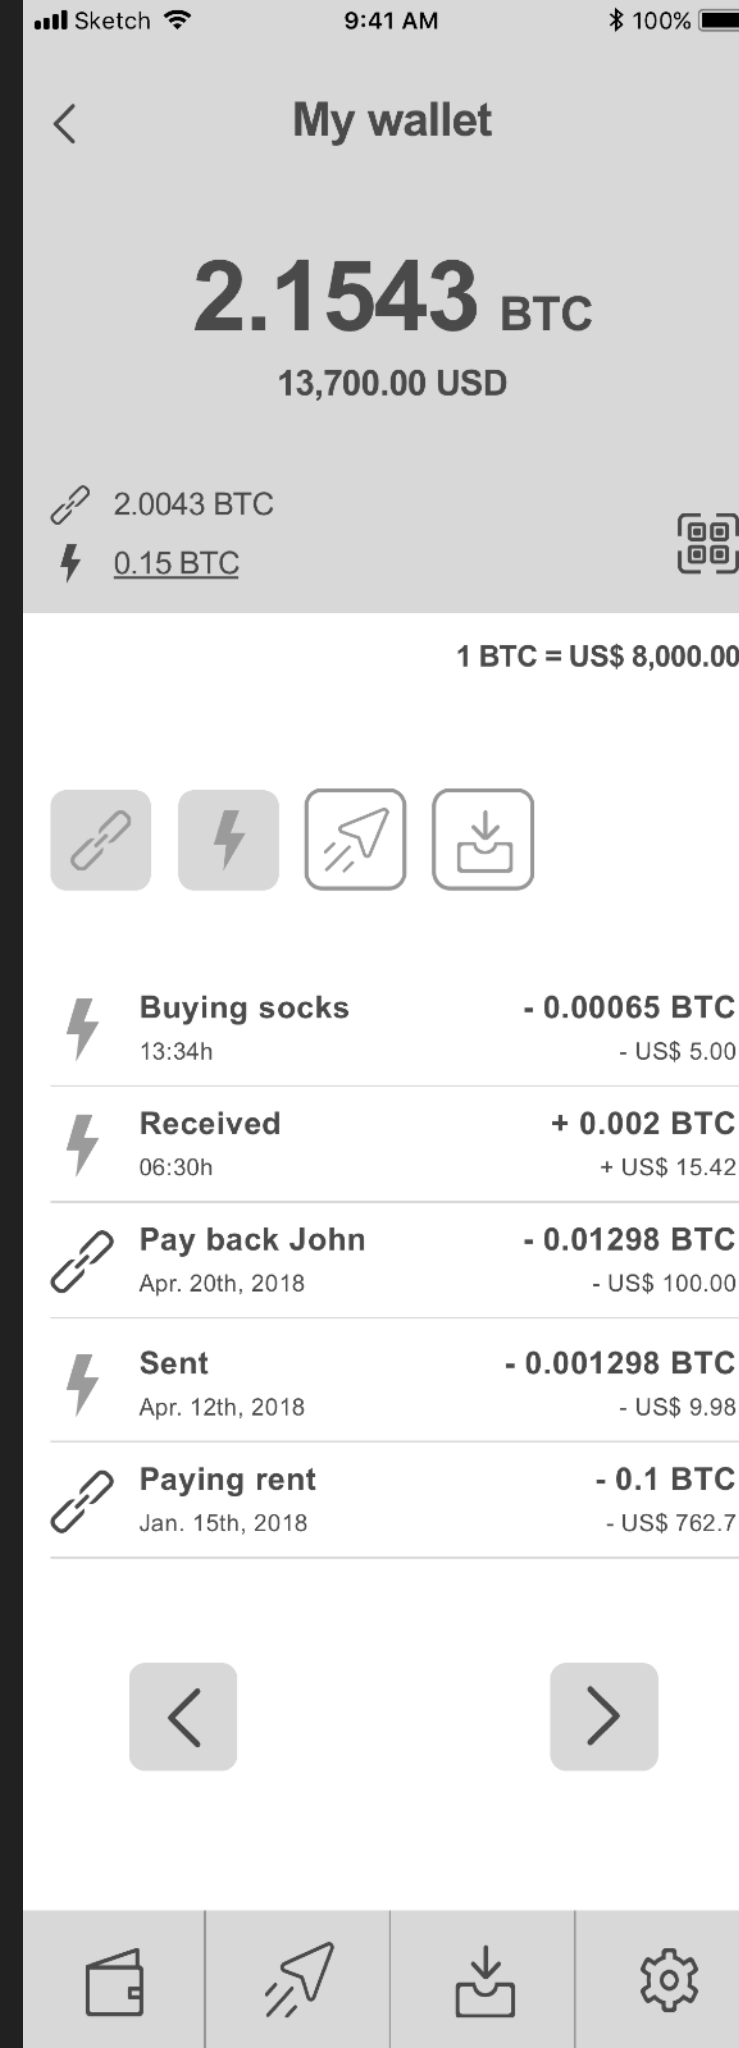 Sketch 9:41 AM 100%
My wallet
2.1543 BTC
13,700.00 USD
2.0043 BTC
0.15 BTC
1 BTC = US$ 8,000.00
Buying socks - 0.00065 BTC
13:34h - US$ 5.00
Received + 0.002 BTC
06:30h + US$ 15.42
Pay back John - 0.01298 BTC
Apr. 20th, 2018 - US$ 100.00
Sent - 0.001298 BTC
Apr. 12th, 2018 - US$ 9.98
Paying rent - 0.1 BTC
Jan. 15th, 2018 - US$ 762.7